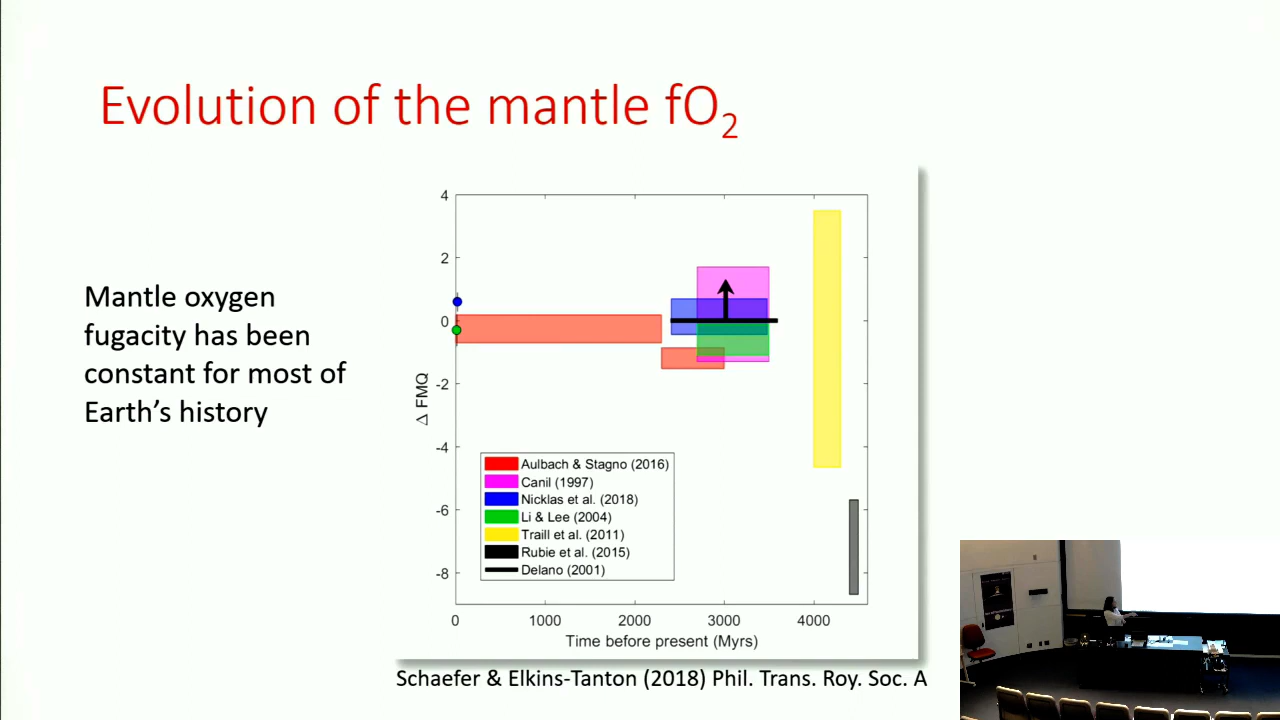 Evolution of the mantle fO2
Mantle oxygen
fugacity has been
constant for most of
Earth's history
4
2
0
-2
-4
-6
-8
Δ FMQ
Aulbach & Stagno (2016)
Canil (1997)
Nicklas et al. (2018)
Li & Lee (2004)
Traill et al. (2011)
Rubie et al. (2015)
Delano (2001)
0 1000 2000 3000 4000
Time before present (Myrs)
Schaefer & Elkins-Tanton (2018) Phil. Trans. Roy. Soc. A